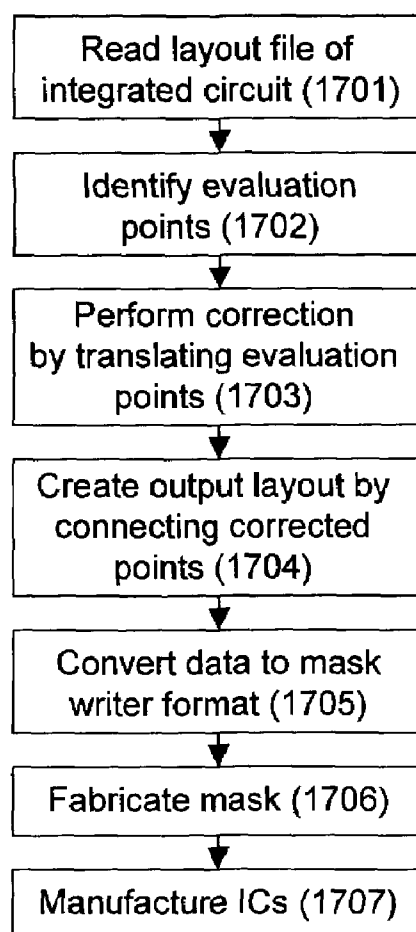 Read layout file of
integrated circuit (1701)
Identify evaluation
points (1702)
Perform correction
by translating evaluation
points (1703)
Create output layout by
connecting corrected
points (1704)
Convert data to mask
writer format (1705)
Fabricate mask (1706)
Manufacture ICs (1707)